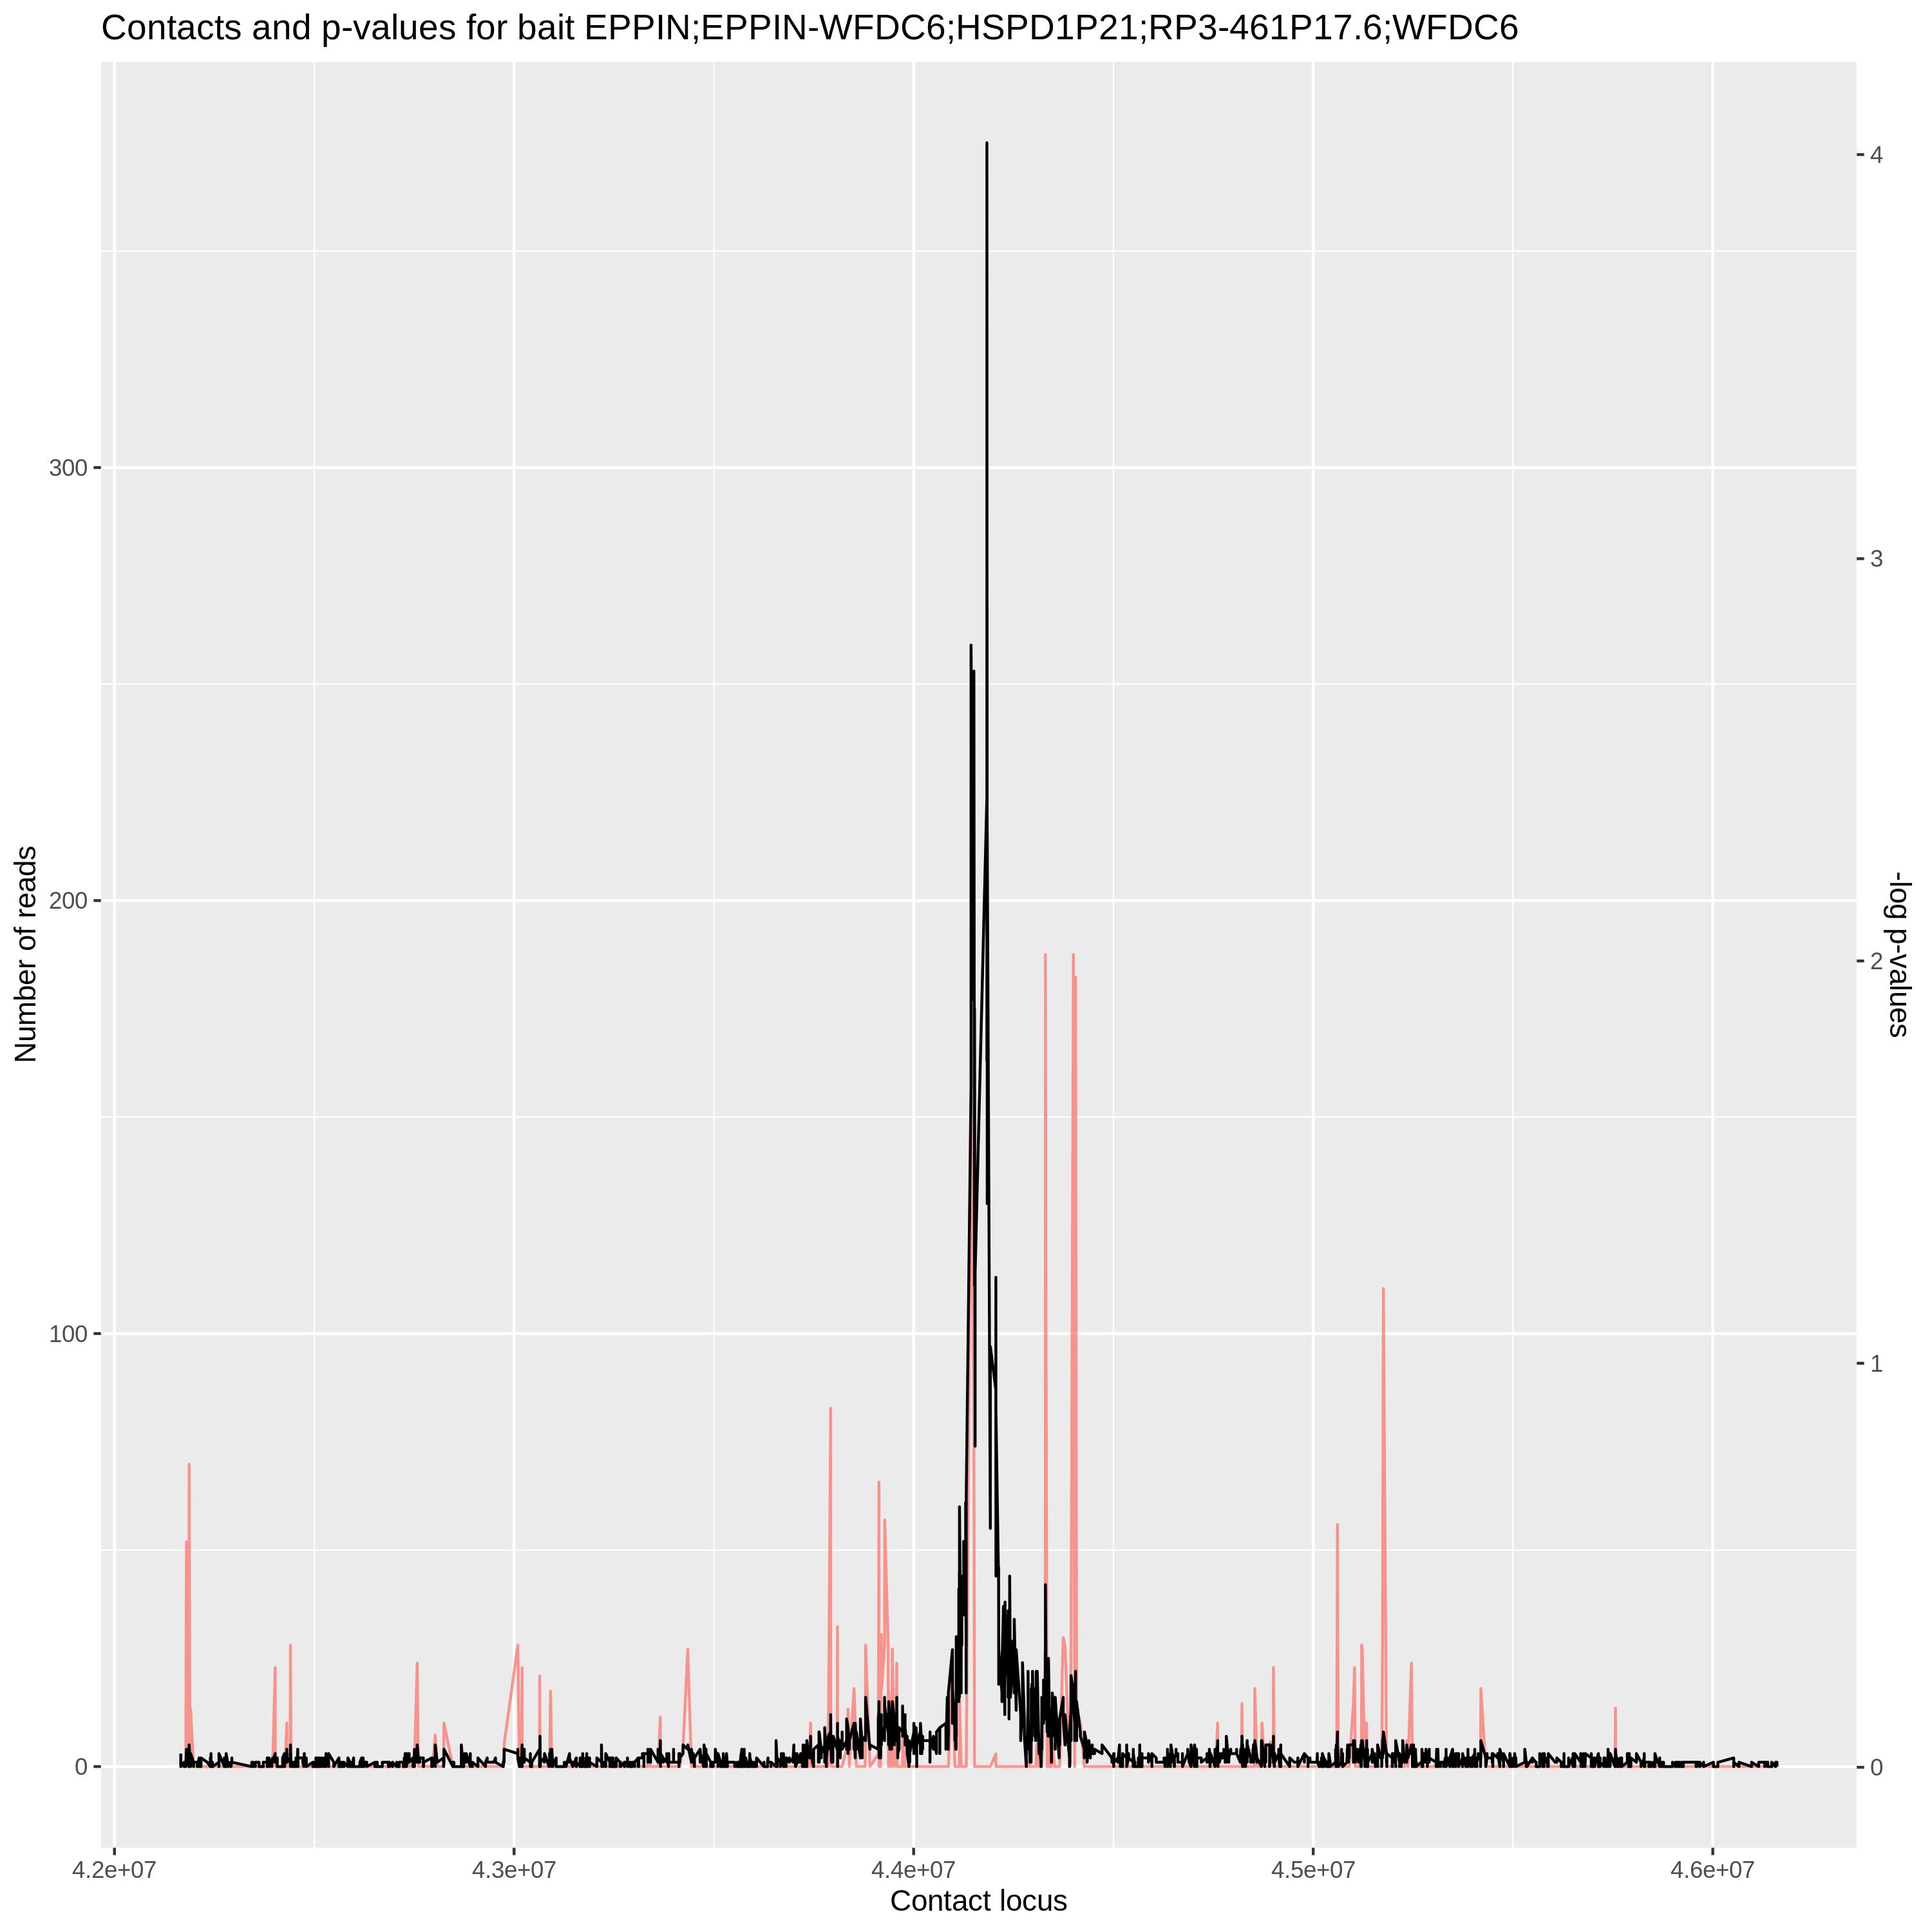 Contacts and p-values for bait EPPIN;EPPIN-WFDC6;HSPD1P21;RP3-461P17.6;WFDC6
Number of reads
300
200
100
0
4
3
2
1
0
-log p-values
4.2e+07
4.3e+07
4.4e+07
4.5e+07
4.6e+07
Contact locus